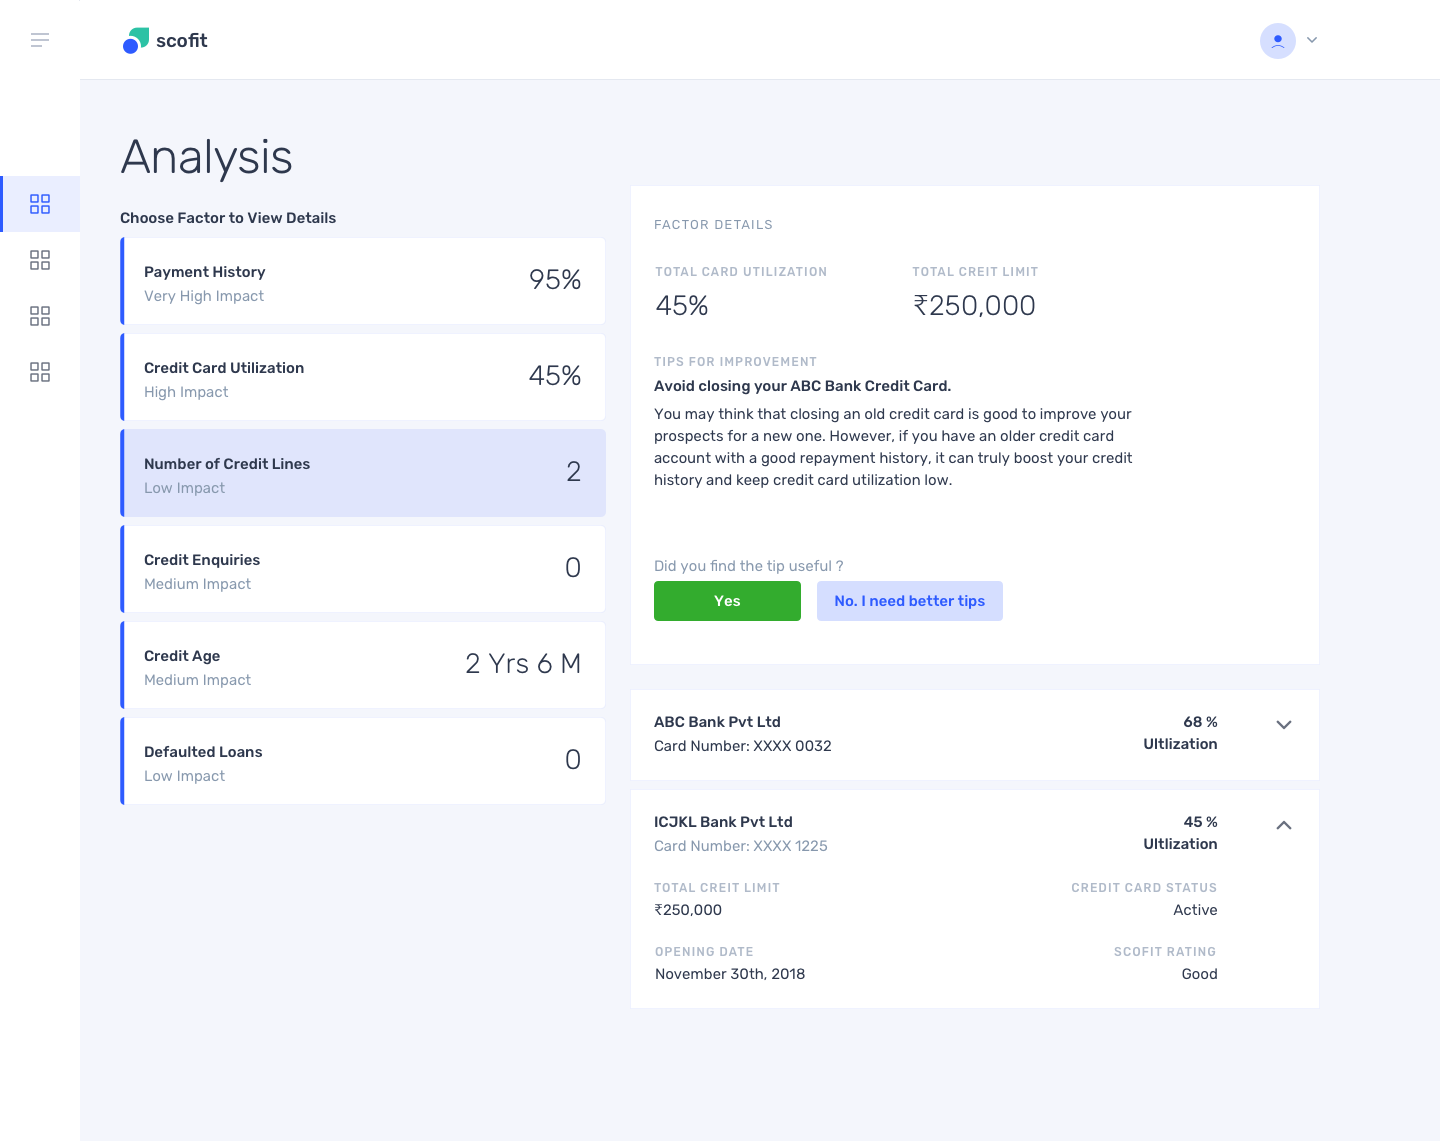 scofit
Analysis
Choose Factor to View Details
Payment History
Very High Impact
95%
Credit Card Utilization
High Impact
45%
Number of Credit Lines
Low Impact
2
Credit Enquiries
Medium Impact
0
Credit Age
Medium Impact
2 Yrs 6 M
Defaulted Loans
Low Impact
0
FACTOR DETAILS
TOTAL CARD UTILIZATION
45%
TOTAL CREIT LIMIT
₹250,000
TIPS FOR IMPROVEMENT
Avoid closing your ABC Bank Credit Card.
You may think that closing an old credit card is good to improve your
prospects for a new one. However, if you have an older credit card
account with a good repayment history, it can truly boost your credit
history and keep credit card utilization low.
Did you find the tip useful ?
Yes
No. I need better tips
ABC Bank Pvt Ltd
Card Number: XXXX 0032
68 %
Ultlization
ICJKL Bank Pvt Ltd
Card Number: XXXX 1225
45 %
Ultlization
TOTAL CREIT LIMIT
₹250,000
CREDIT CARD STATUS
Active
OPENING DATE
November 30th, 2018
SCOFIT RATING
Good